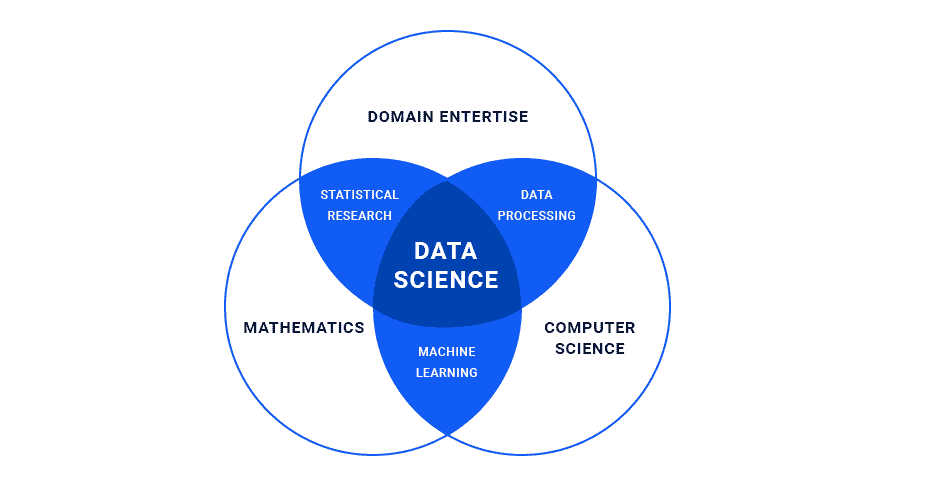 DOMAIN ENTERTISE
STATISTICAL
RESEARCH
DATA
PROCESSING
DATA
SCIENCE
MATHEMATICS
COMPUTER
SCIENCE
MACHINE
LEARNING